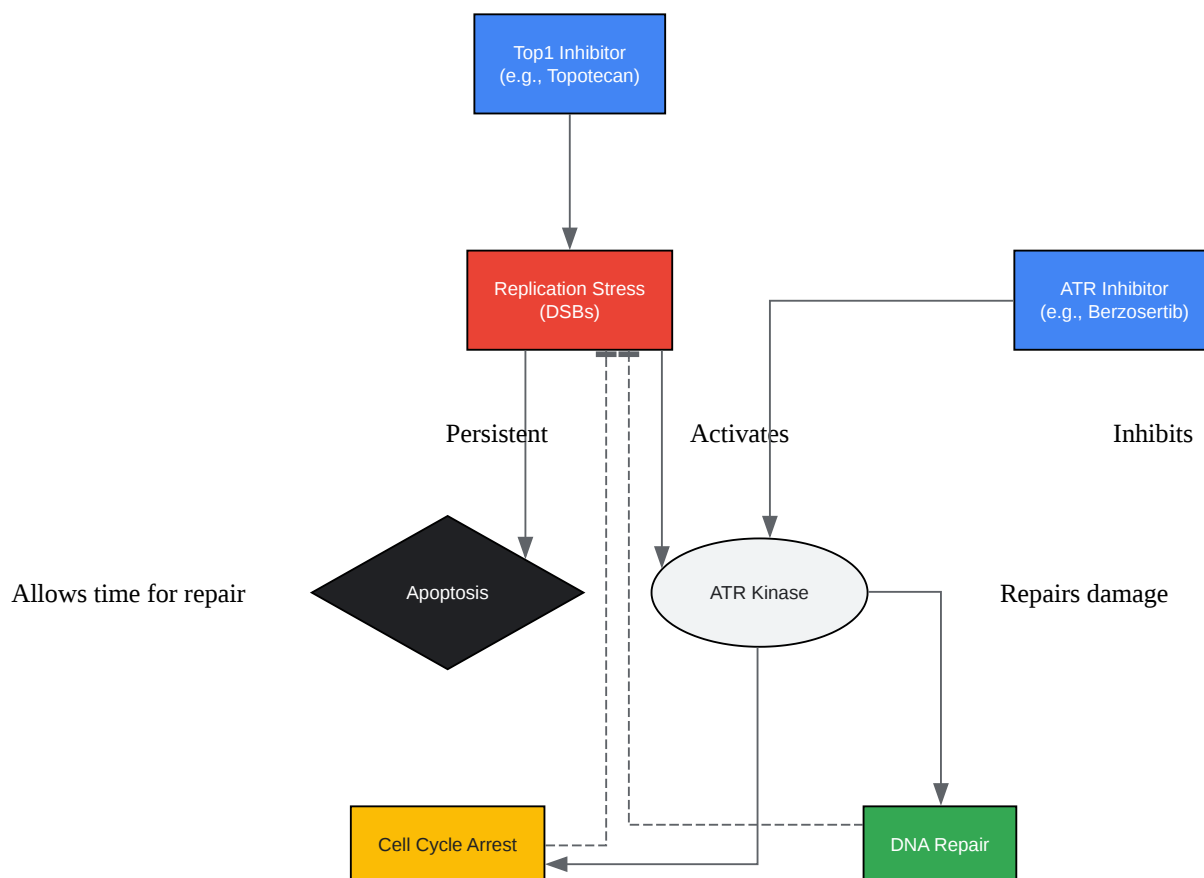 Top1 Inhibitor
(e.g., Topotecan)
Replication Stress
(DSBs)
ATR Inhibitor
(e.g., Berzosertib)
Persistent
Activates
Inhibits
Allows time for repair
Apoptosis
ATR Kinase
Repairs damage
Cell Cycle Arrest
DNA Repair